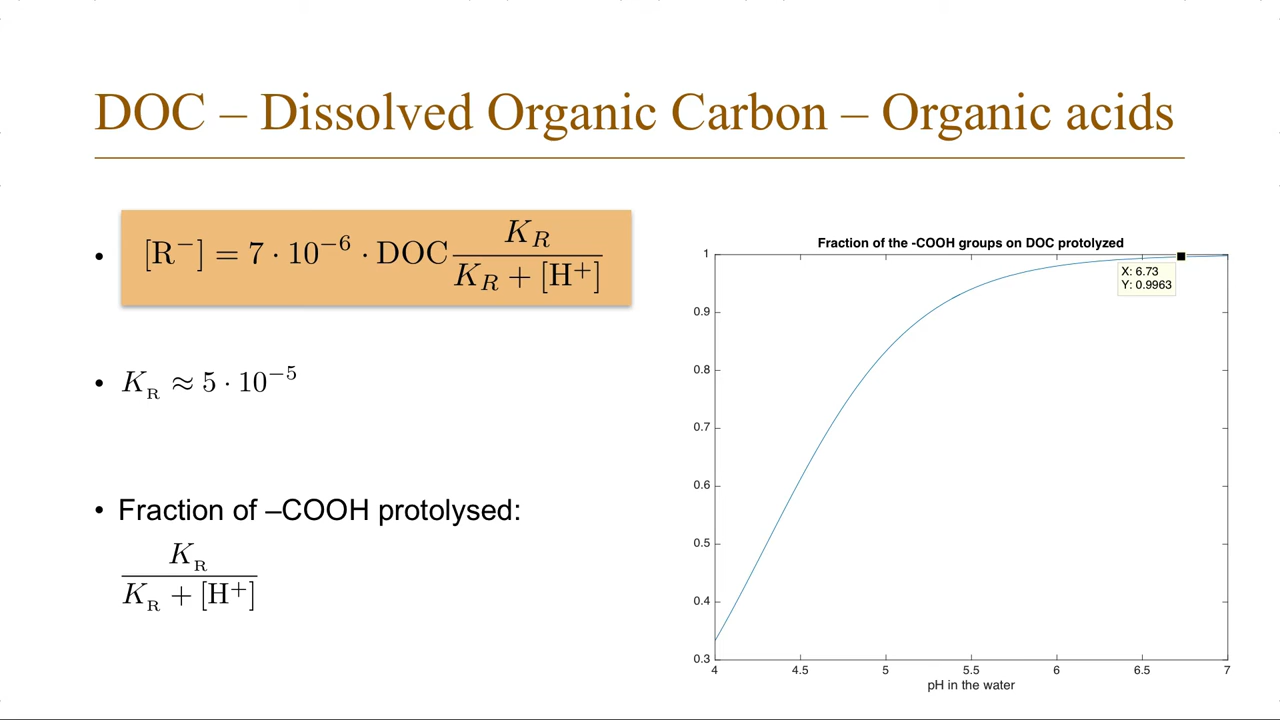 DOC – Dissolved Organic Carbon – Organic acids
• [R⁻] = 7 · 10⁻⁶ · DOC K_R / (K_R + [H⁺])
• K_R ≈ 5 · 10⁻⁵
• Fraction of –COOH protolysed:
K_R / (K_R + [H⁺])
Fraction of the -COOH groups on DOC protolyzed
X: 6.73
Y: 0.9963
1
0.9
0.8
0.7
0.6
0.5
0.4
0.3
4 4.5 5 5.5 6 6.5 7
pH in the water